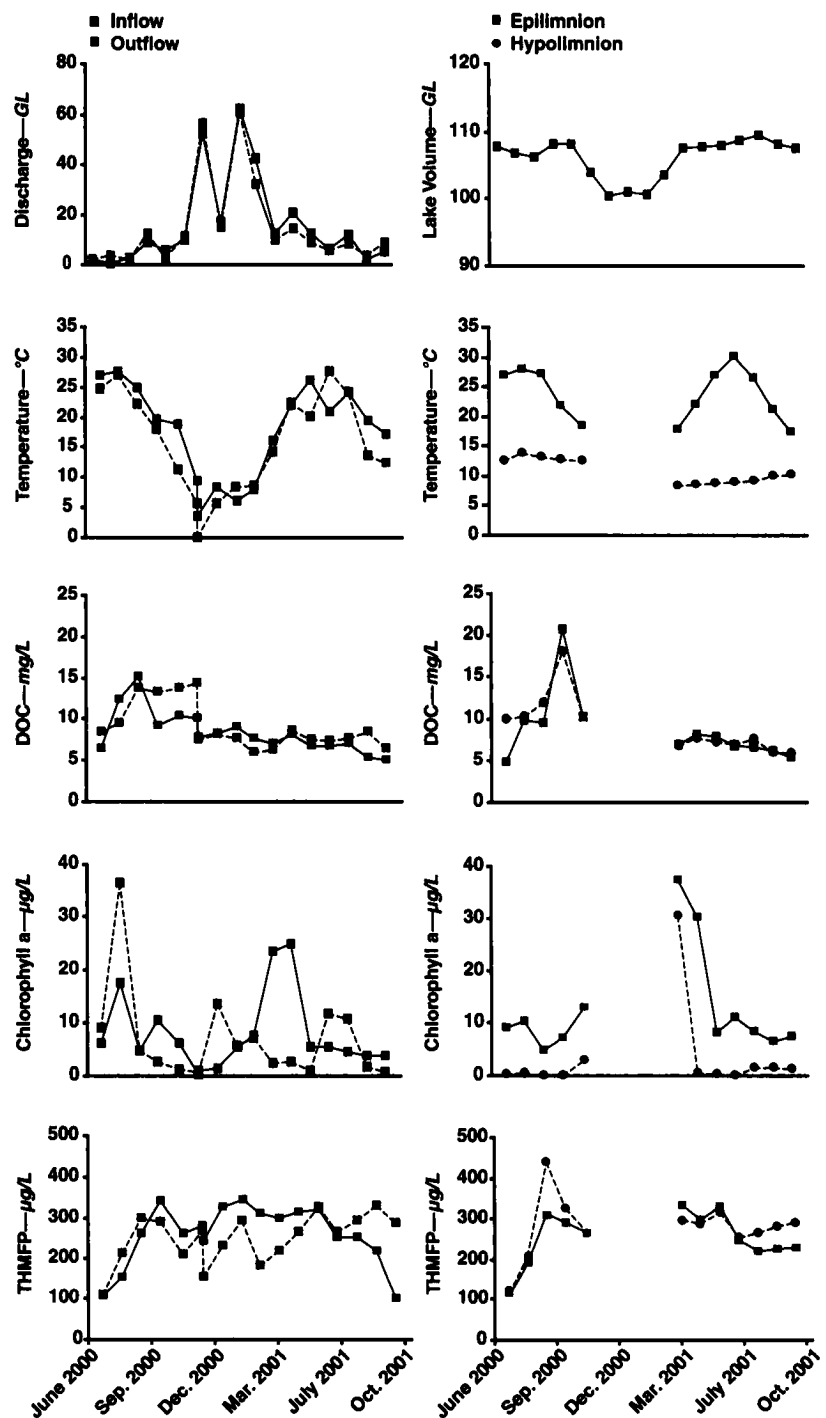 Inflow
Outflow
Epilimnion
Hypolimnion
Discharge—GL
80
60
40
20
0
Lake Volume—GL
120
110
100
90
Temperature—°C
35
30
25
20
15
10
5
0
Temperature—°C
35
30
25
20
15
10
5
0
DOC—mg/L
25
20
15
10
5
0
DOC—mg/L
25
20
15
10
5
0
Chlorophyll a—µg/L
40
30
20
10
0
Chlorophyll a—µg/L
40
30
20
10
0
THMFP—µg/L
500
400
300
200
100
0
June 2000
Sep. 2000
Dec. 2000
Mar. 2001
July 2001
Oct. 2001
THMFP—µg/L
500
400
300
200
100
0
June 2000
Sep. 2000
Dec. 2000
Mar. 2001
July 2001
Oct. 2001